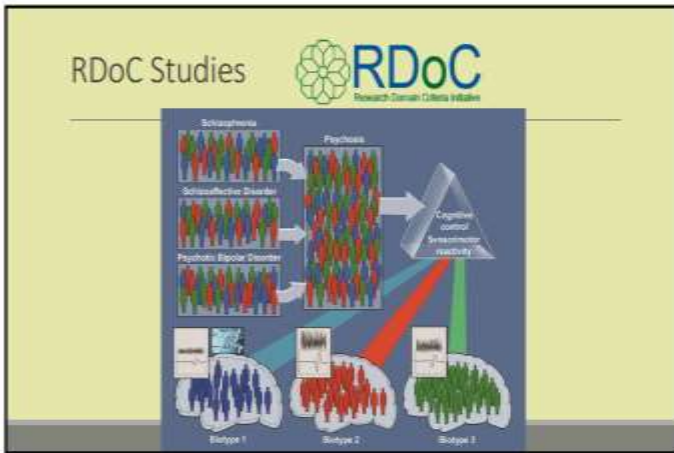 RDoC Studies
RDoC
Research Domain Criteria Initiative
Schizophrenia
Psychosis
Schizoaffective Disorder
Psychotic Bipolar Disorder
Cognitive
control
Sensorimotor
reactivity
Biotype 1
Biotype 2
Biotype 3